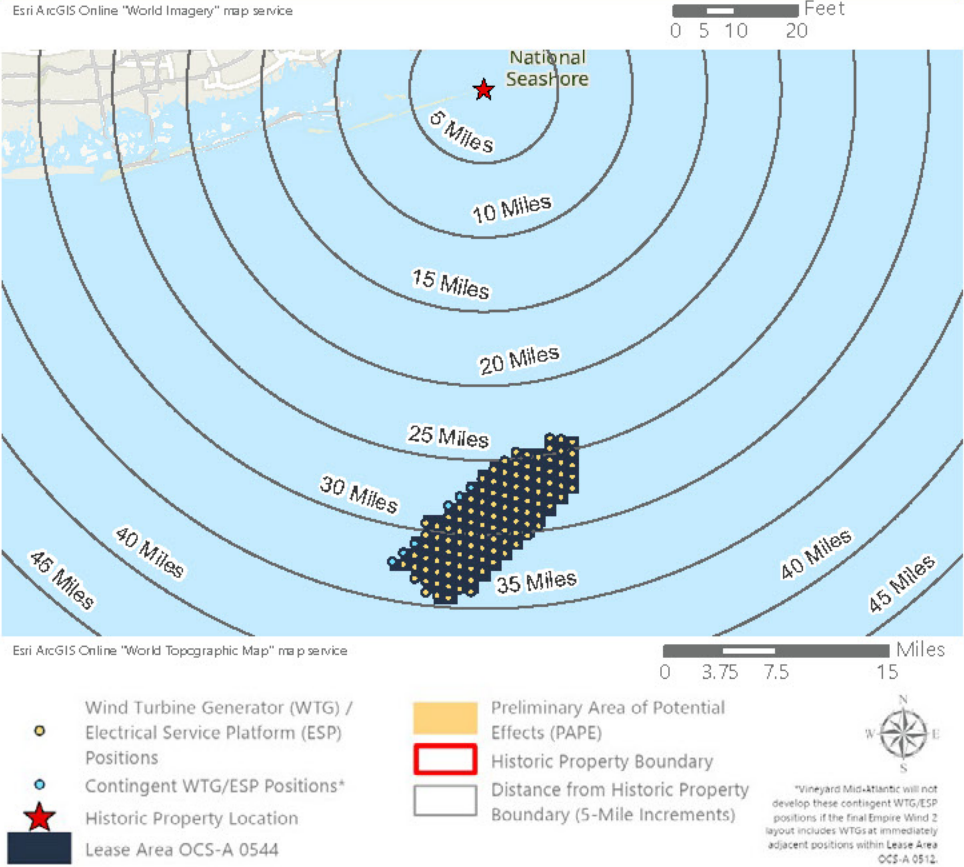 Esri ArcGIS Online "World Imagery" map service
Feet
0 5 10 20
National
Seashore
5 Miles
10 Miles
15 Miles
20 Miles
25 Miles
30 Miles
35 Miles
40 Miles
40 Miles
45 Miles
45 Miles
Esri ArcGIS Online "World Topographic Map" map service
Miles
0 3.75 7.5 15
Wind Turbine Generator (WTG) /
Electrical Service Platform (ESP)
Positions
Contingent WTG/ESP Positions*
Historic Property Location
Lease Area OCS-A 0544
Preliminary Area of Potential
Effects (PAPE)
Historic Property Boundary
Distance from Historic Property
Boundary (5-Mile Increments)
N
W E
S
*Vineyard Mid-Atlantic will not
develop these contingent WTG/ESP
positions if the final Empire Wind 2
layout includes WTGs at immediately
adjacent positions within Lease Area
OCS-A 0512.